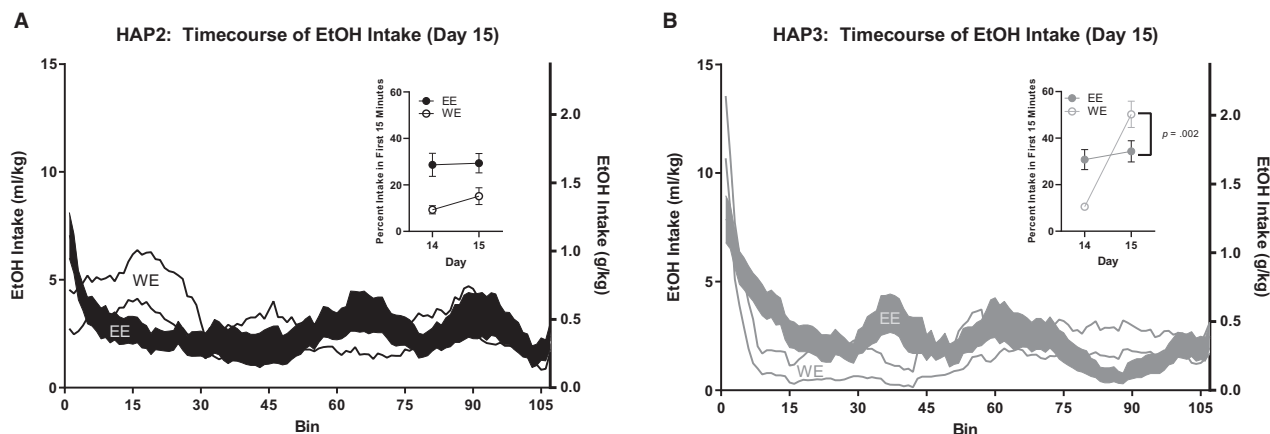 A
HAP2: Timecourse of EtOH Intake (Day 15)
EtOH Intake (ml/kg)
15
10
5
0
0 15 30 45 60 75 90 105
Bin
EtOH Intake (g/kg)
2.0
1.5
1.0
0.5
0.0
WE
EE
Percent Intake in First 15 Minutes
60
40
20
0
EE
WE
14 15
Day
B
HAP3: Timecourse of EtOH Intake (Day 15)
EtOH Intake (ml/kg)
15
10
5
0
0 15 30 45 60 75 90 105
Bin
EtOH Intake (g/kg)
2.0
1.5
1.0
0.5
0.0
EE
WE
Percent Intake in First 15 Minutes
60
40
20
0
EE
WE
p = .002
14 15
Day